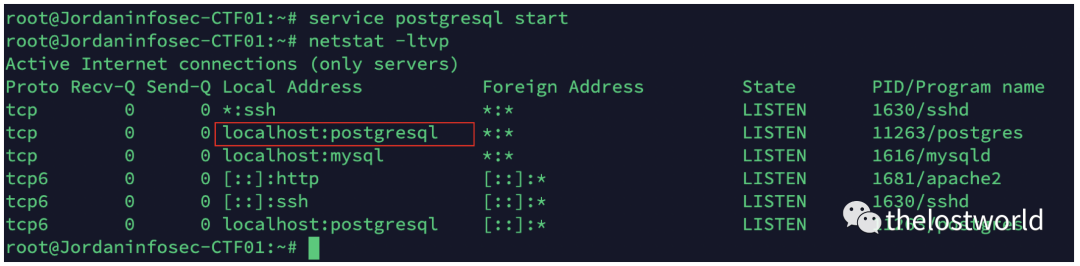 root@Jordaninfosec-CTF01:~# service postgresql start
root@Jordaninfosec-CTF01:~# netstat -ltvp
Active Internet connections (only servers)
Proto Recv-Q Send-Q Local Address Foreign Address State PID/Program name
tcp 0 0 *:ssh *:* LISTEN 1630/sshd
tcp 0 0 localhost:postgresql *:* LISTEN 11263/postgres
tcp 0 0 localhost:mysql *:* LISTEN 1616/mysqld
tcp6 0 0 [::]:http [::]:* LISTEN 1681/apache2
tcp6 0 0 [::]:ssh [::]:* LISTEN 1630/sshd
tcp6 0 0 localhost:postgresql [::]:* LISTEN
thelostworld
root@Jordaninfosec-CTF01:~#